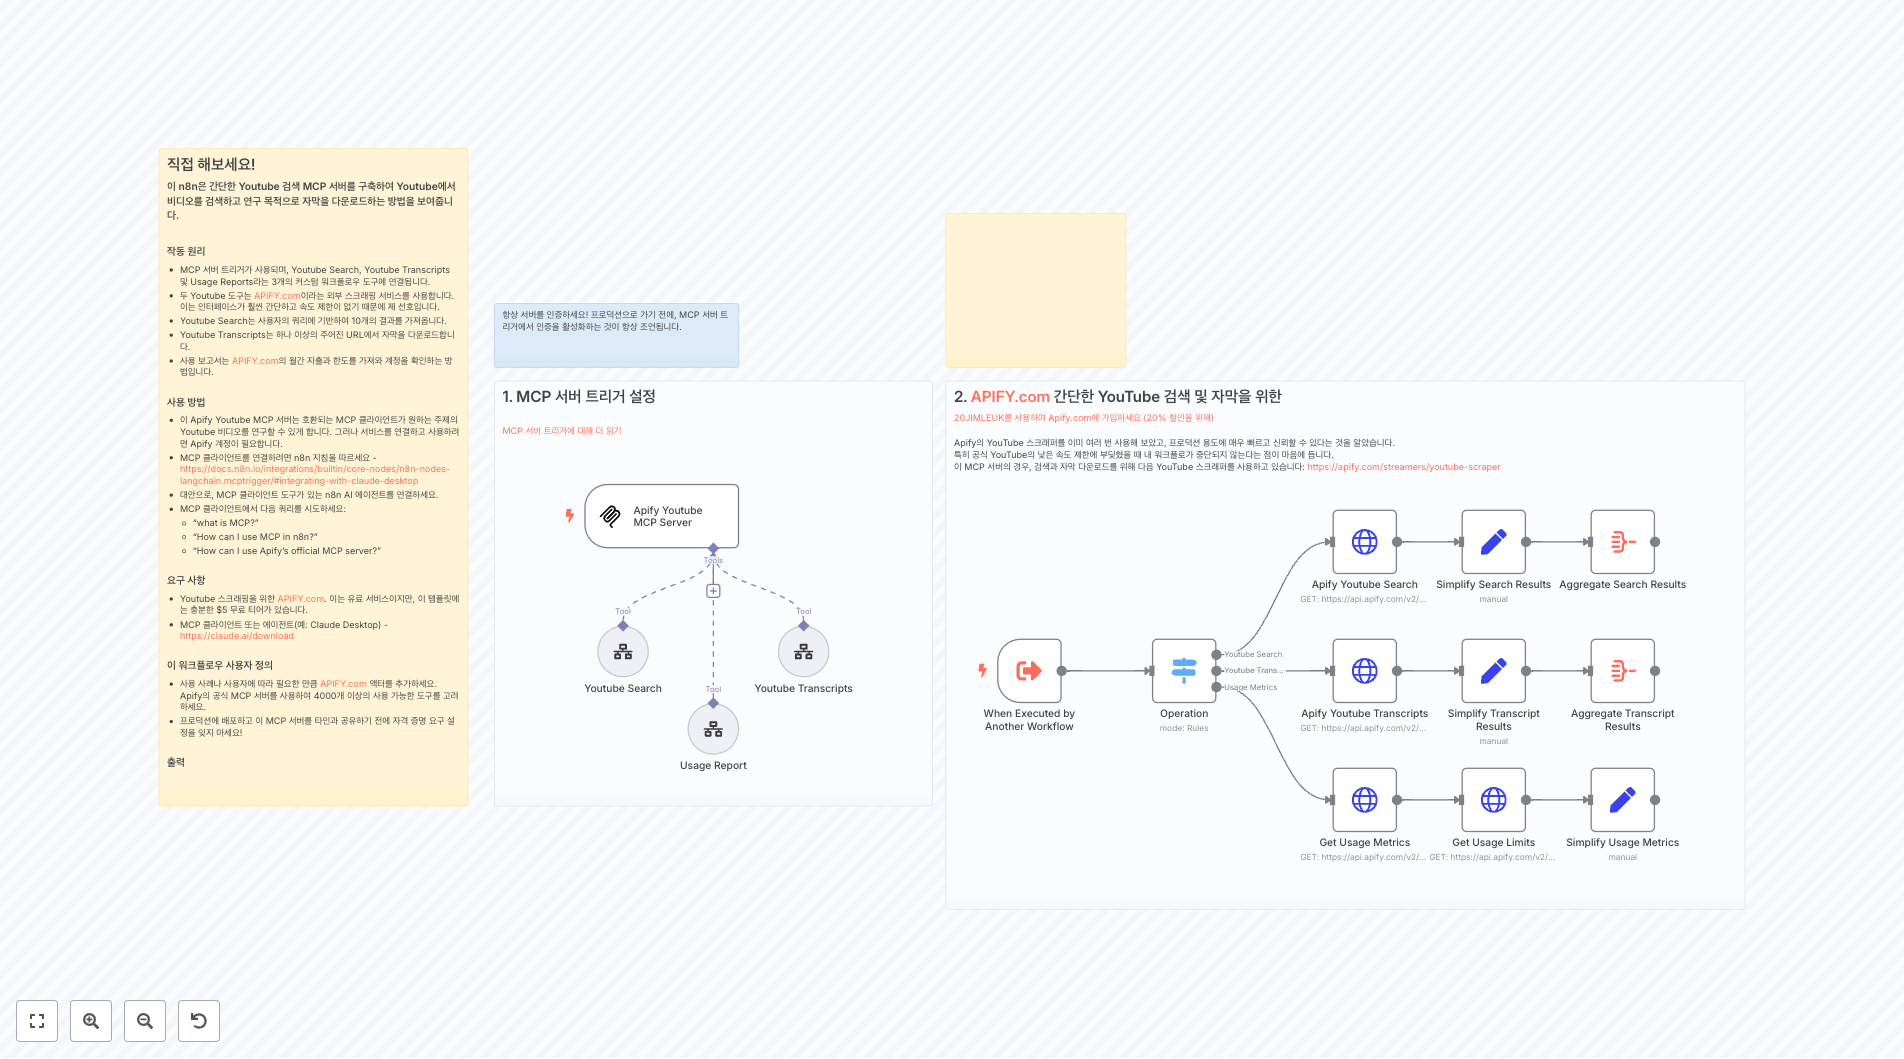 직접 해보세요!
이 n8n은 간단한 Youtube 검색 MCP 서버를 구축하여 Youtube에서
비디오를 검색하고 연구 목적으로 자막을 다운로드하는 방법을 보여줍니
다.
작동 원리
MCP 서버 트리거가 사용되며, Youtube Search, Youtube Transcripts
및 Usage Reports라는 3개의 커스텀 워크플로우 도구에 연결됩니다.
두 Youtube 도구는 APIFY.com이라는 외부 스크래핑 서비스를 사용합니다.
이는 인터페이스가 훨씬 간단하고 속도 제한이 없기 때문에 제 선호입니다.
Youtube Search는 사용자의 쿼리에 기반하여 10개의 결과를 가져옵니다.
Youtube Transcripts는 하나 이상의 주어진 URL에서 자막을 다운로드합니
다.
사용 보고서는 APIFY.com의 월간 지출과 한도를 가져와 계정을 확인하는 방
법입니다.
사용 방법
이 Apify Youtube MCP 서버는 호환되는 MCP 클라이언트가 원하는 주제의
Youtube 비디오를 연구할 수 있게 합니다. 그러나 서비스를 연결하고 사용하려
면 Apify 계정이 필요합니다.
MCP 클라이언트를 연결하려면 n8n 지침을 따르세요 -
https://docs.n8n.io/integrations/builtin/core-nodes/n8n-nodes-
langchain.mcptrigger/#integrating-with-claude-desktop
대안으로, MCP 클라이언트 도구가 있는 n8n AI 에이전트를 연결하세요.
MCP 클라이언트에서 다음 쿼리를 시도하세요:
“what is MCP?”
“How can I use MCP in n8n?”
“How can I use Apify’s official MCP server?”
요구 사항
Youtube 스크래핑을 위한 APIFY.com. 이는 유료 서비스이지만, 이 템플릿에
는 충분한 $5 무료 티어가 있습니다.
MCP 클라이언트 또는 에이전트(예: Claude Desktop) -
https://claude.ai/download
이 워크플로우 사용자 정의
사용 사례나 사용자에 따라 필요한 만큼 APIFY.com 액터를 추가하세요.
Apify의 공식 MCP 서버를 사용하여 4000개 이상의 사용 가능한 도구를 고려
하세요.
프로덕션에 배포하고 이 MCP 서버를 타인과 공유하기 전에 자격 증명 요구 설
정을 잊지 마세요!
출력
항상 서버를 인증하세요! 프로덕션으로 가기 전에, MCP 서버 트
리거에서 인증을 활성화하는 것이 항상 조언됩니다.
1. MCP 서버 트리거 설정
MCP 서버 트리거에 대해 더 읽기
Apify Youtube
MCP Server
Tools
Tool
Tool
Youtube Search
Youtube Transcripts
Tool
Usage Report
2. APIFY.com 간단한 YouTube 검색 및 자막을 위한
20JIMLEUK를 사용하여 Apify.com에 가입하세요 (20% 할인을 위해)
Apify의 YouTube 스크래퍼를 이미 여러 번 사용해 보았고, 프로덕션 용도에 매우 빠르고 신뢰할 수 있다는 것을 알았습니다.
특히 공식 YouTube의 낮은 속도 제한에 부딪혔을 때 내 워크플로가 중단되지 않는다는 점이 마음에 듭니다.
이 MCP 서버의 경우, 검색과 자막 다운로드를 위해 다음 YouTube 스크래퍼를 사용하고 있습니다: https://apify.com/streamers/youtube-scraper
Apify Youtube Search
GET: https://api.apify.com/v2/...
Simplify Search Results
manual
Aggregate Search Results
When Executed by
Another Workflow
Operation
mode: Rules
Youtube Search
Youtube Trans...
Usage Metrics
Apify Youtube Transcripts
GET: https://api.apify.com/v2/...
Simplify Transcript
Results
manual
Aggregate Transcript
Results
Get Usage Metrics
GET: https://api.apify.com/v2/...
Get Usage Limits
GET: https://api.apify.com/v2/...
Simplify Usage Metrics
manual